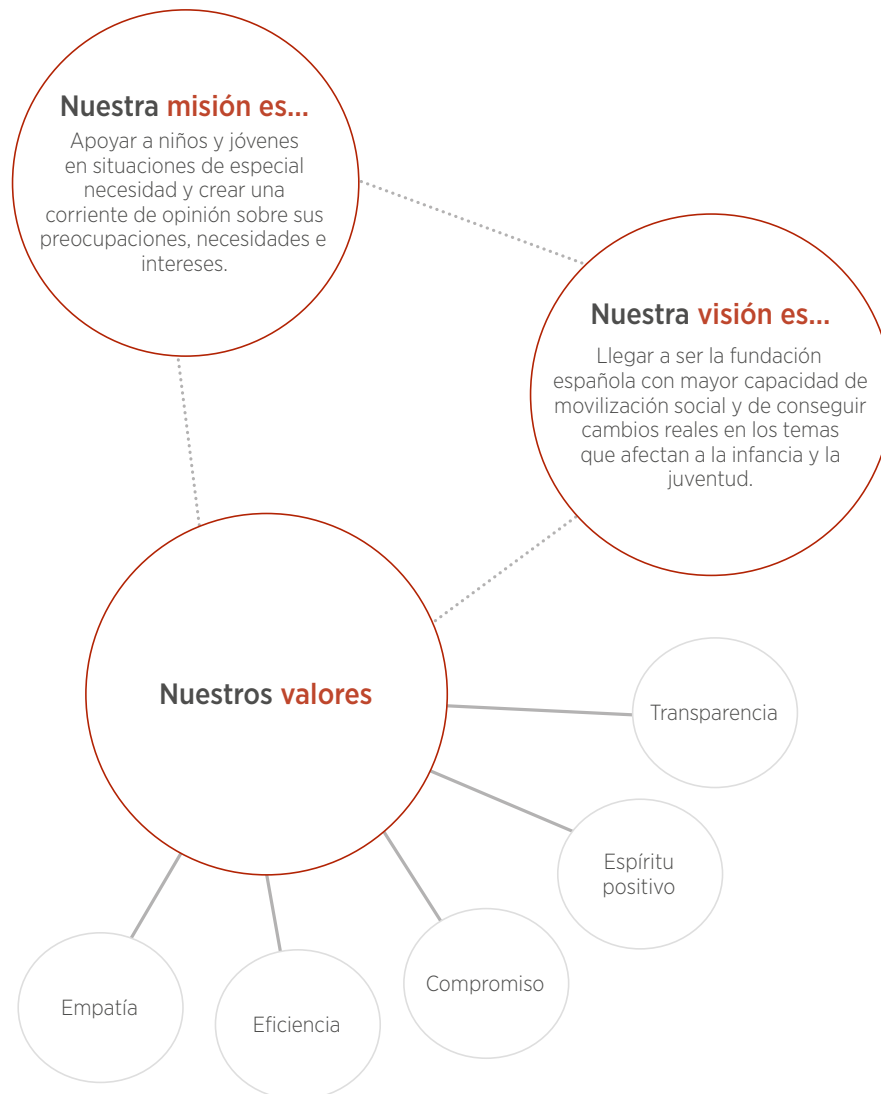 Nuestra misión es...
Apoyar a niños y jóvenes
en situaciones de especial
necesidad y crear una
corriente de opinión sobre sus
preocupaciones, necesidades e
intereses.
Nuestra visión es...
Llegar a ser la fundación
española con mayor capacidad de
movilización social y de conseguir
cambios reales en los temas
que afectan a la infancia y la
juventud.
Nuestros valores
Transparencia
Espíritu
positivo
Compromiso
Eficiencia
Empatía